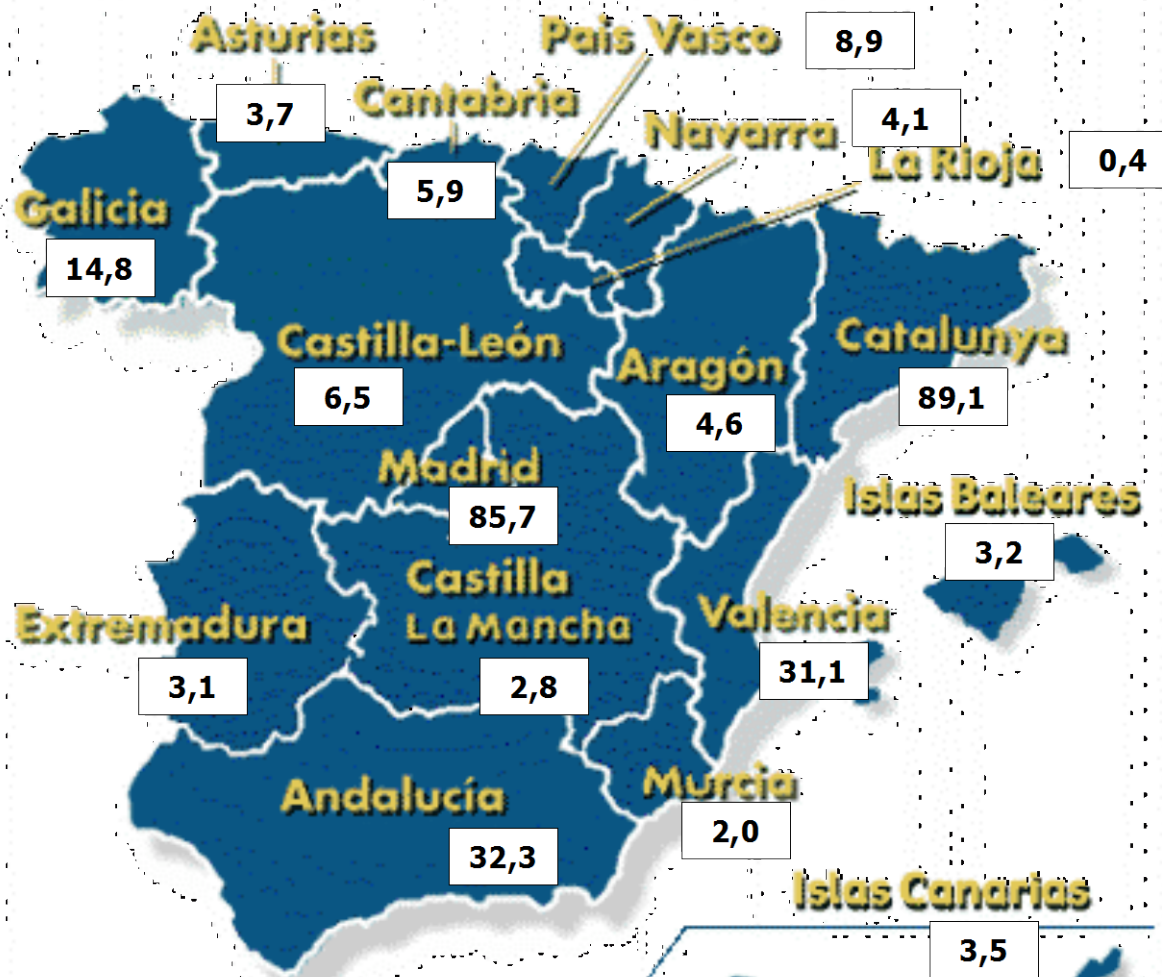 Asturias
3,7
Pais Vasco
8,9
Cantabria
5,9
Navarra
4,1
La Rioja
0,4
Galicia
14,8
Castilla-León
6,5
Aragón
4,6
Catalunya
89,1
Madrid
85,7
Islas Baleares
3,2
Castilla
La Mancha
2,8
Extremadura
3,1
Valencia
31,1
Andalucía
32,3
Murcia
2,0
Islas Canarias
3,5